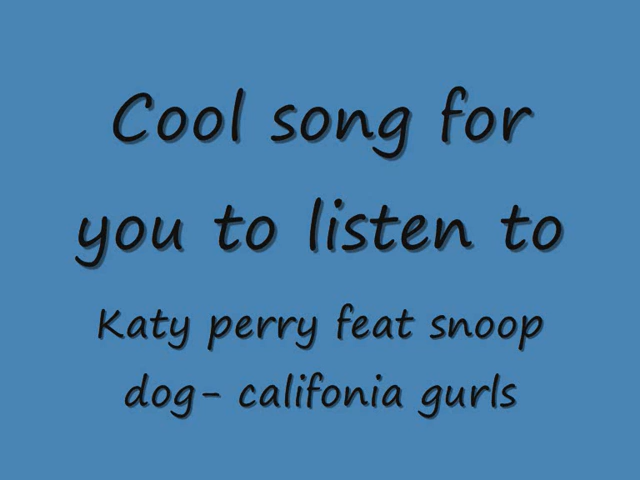 Cool song for
you to listen to
Katy perry feat snoop
dog- califonia gurls